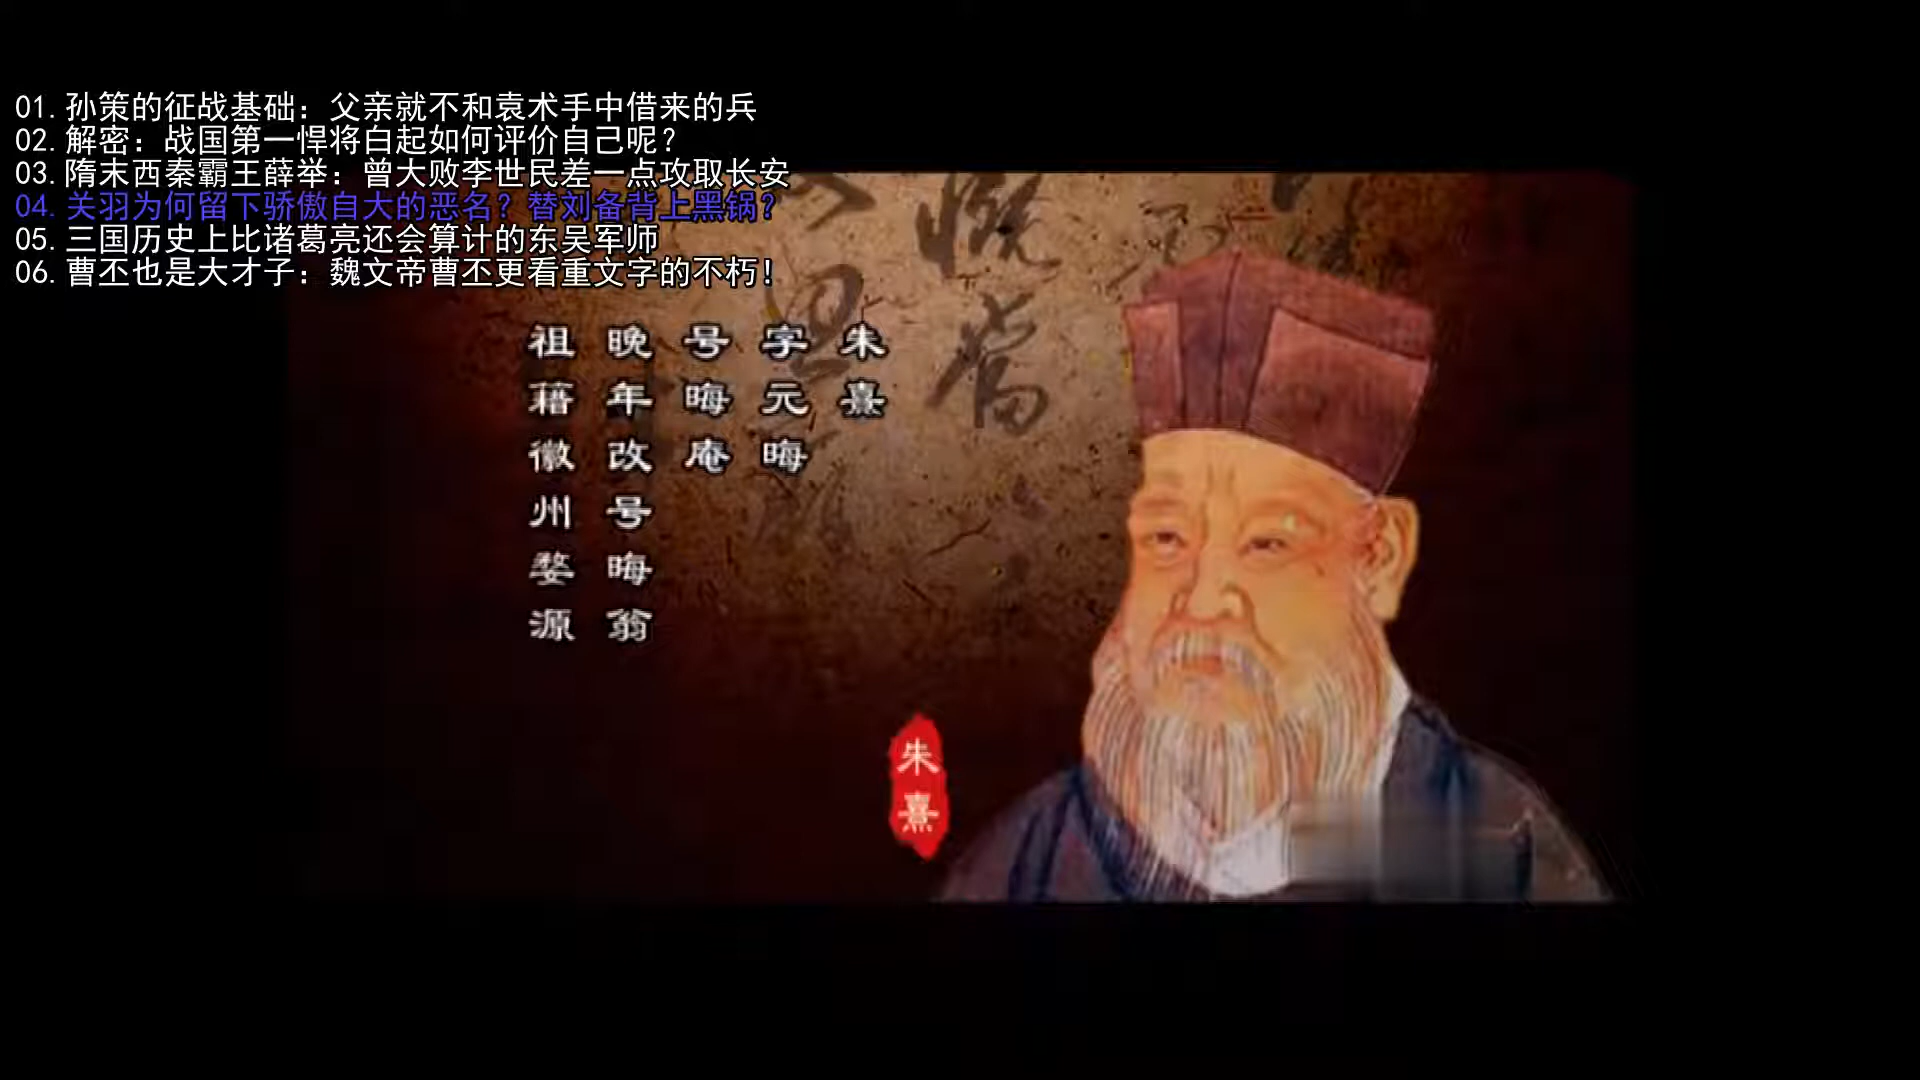 01. 孙策的征战基础：父亲就不和袁术手中借来的兵
02. 解密：战国第一悍将白起如何评价自己呢？
03. 隋末西秦霸王薛举：曾大败李世民差一点攻取长安
04. 关羽为何留下骄傲自大的恶名？替刘备背上黑锅？
05. 三国历史上比诸葛亮还会算计的东吴军师
06. 曹丕也是大才子：魏文帝曹丕更看重文字的不朽！
朱熹
字元晦
号晦庵
晚年改号晦翁
祖藉徽州婺源
朱熹